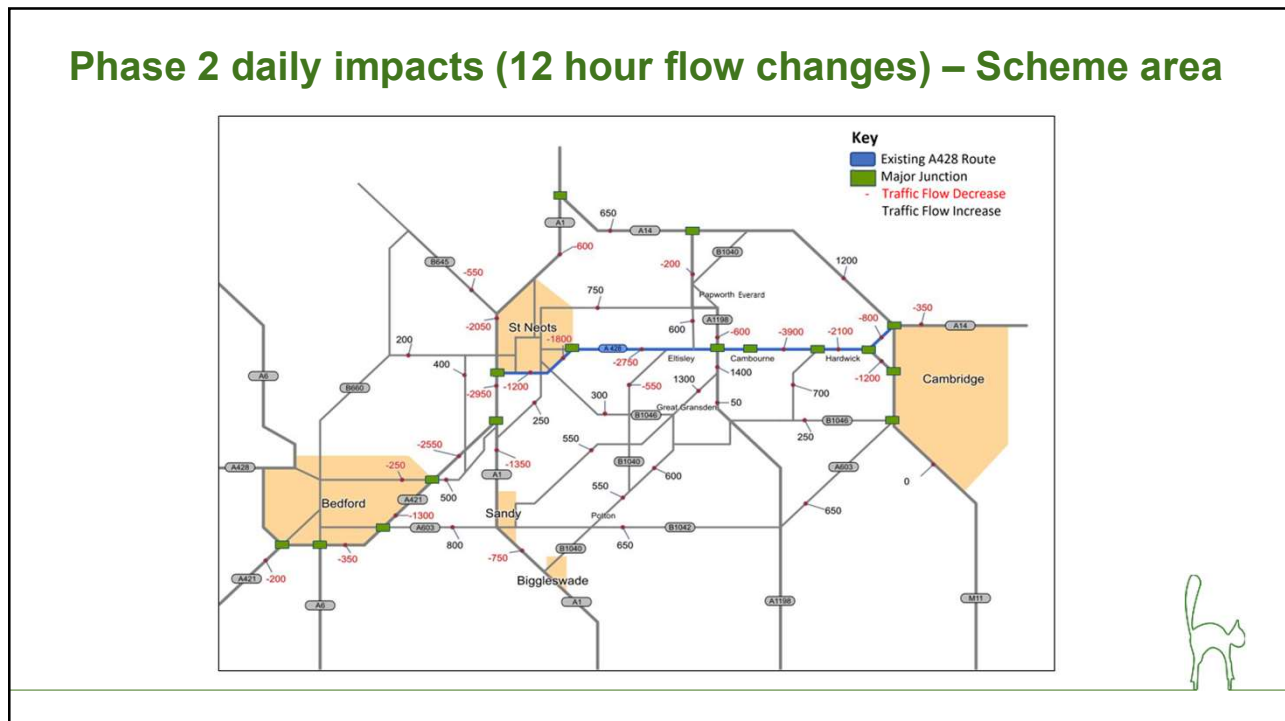 Phase 2 daily impacts (12 hour flow changes) – Scheme area
Key
Existing A428 Route
Major Junction
- Traffic Flow Decrease
Traffic Flow Increase
650
A1
A14
-600
B1040
B645
-550
-200
1200
750
Papworth Everard
-350
-2050
St Neots
600
A1198
-600
-800
A14
-1800
-3900
-2100
200
A428
-2750
Eltisley
Cambourne
Hardwick
400
-1200
1400
-1200
A6
-2950
-550
1300
Cambridge
B660
300
700
50
250
Great Gransden
B1046
B1046
250
-2550
550
A428
-250
-1350
B1040
A603
A1
600
0
500
Bedford
A421
550
Sandy
650
-1300
Potton
A603
B1042
800
650
-350
-750
B1040
-200
A421
Biggleswade
A6
A1
A1198
M11